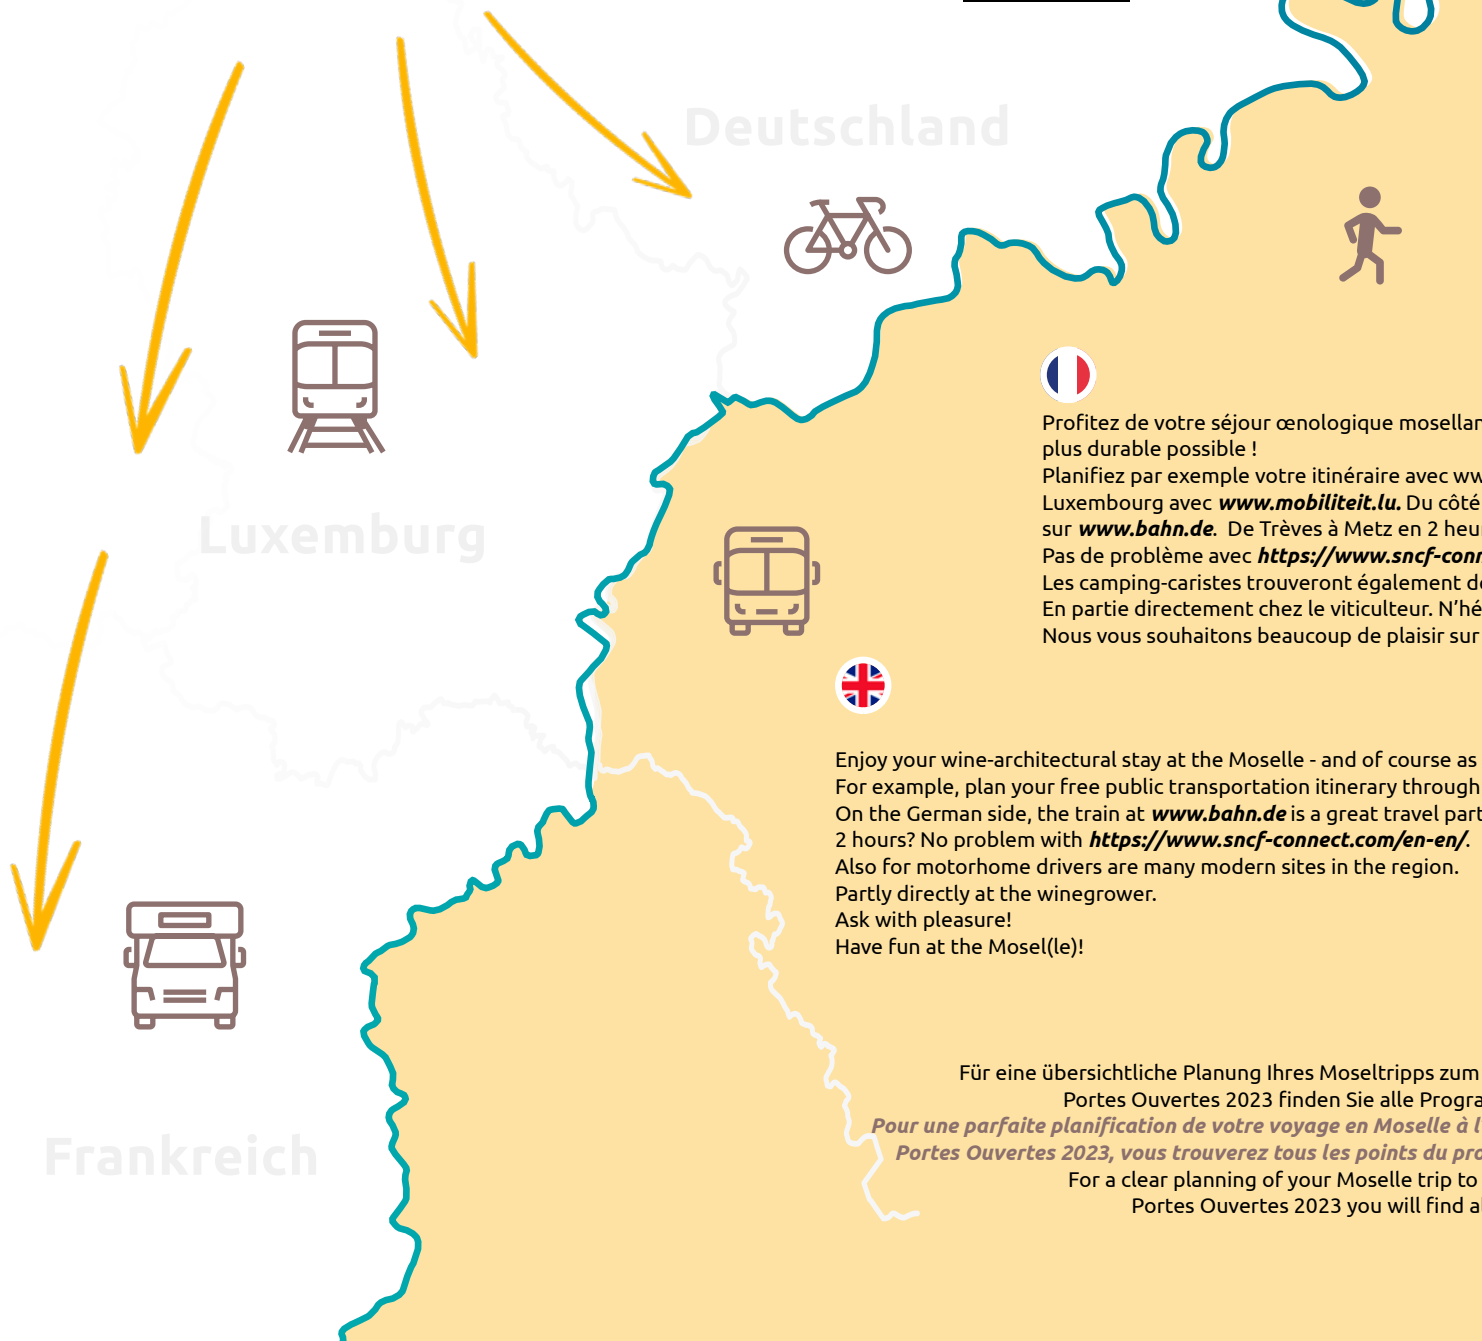 Deutschland
Profitez de votre séjour œnologique mosellan
plus durable possible !
Planifiez par exemple votre itinéraire avec
Luxembourg avec www.mobiliteit.lu. Du côté
sur www.bahn.de. De Trèves à Metz en 2
Pas de problème avec
Les camping-caristes trouveront également
En partie directement chez le viticulteur.
Nous vous souhaitons beaucoup de plaisir sur
Luxemburg
Enjoy your wine-architectural stay at the Moselle - and of course as
For example, plan your free public transportation itinerary through
On the German side, the train at www.bahn.de is a great travel
2 hours? No problem with https://www.sncf-connect.com/en-en/.
Also for motorhome drivers are many modern sites in the region.
Partly directly at the winegrower.
Ask with pleasure!
Have fun at the Mosel(le)!
Für eine übersichtliche Planung Ihres Moseltripps zum
Portes Ouvertes 2023 finden Sie alle
Pour une parfaite planification de votre voyage en Moselle à
Portes Ouvertes 2023, vous trouverez tous les points du
For a clear planning of your Moselle trip to
Portes Ouvertes 2023 you will find
Frankreich